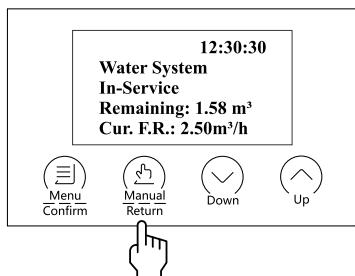 12:30:30
Water System
In-Service
Remaining: 1.58 m³
Cur. F.R.: 2.50m³/h
Menu
Confirm
Manual
Return
Down
Up